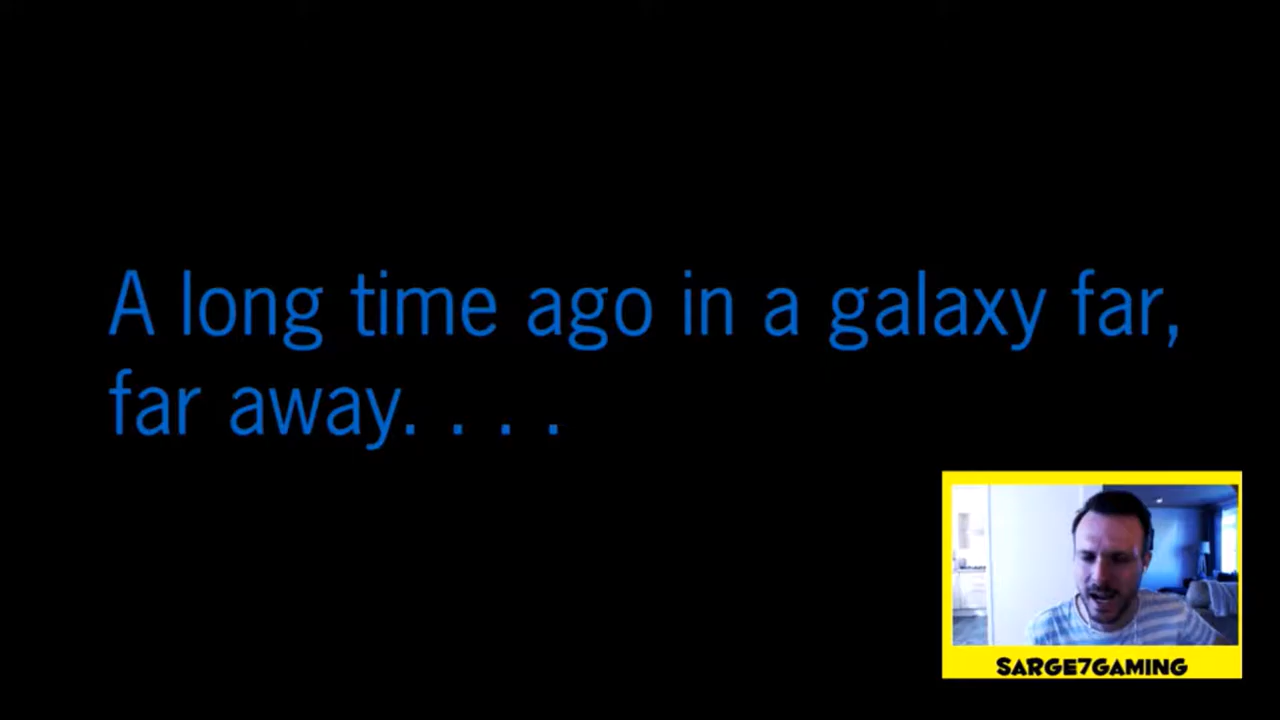 A long time ago in a galaxy far,
far away. . . .
SARGE7GAMING